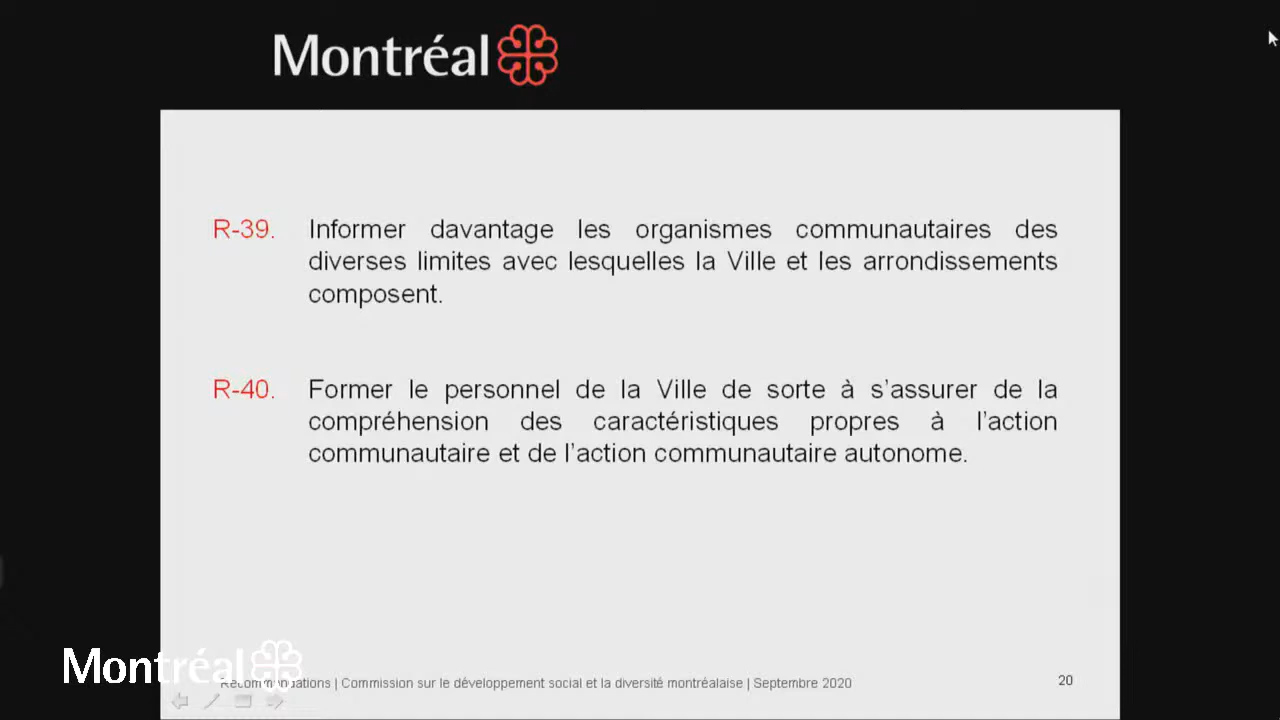 Montréal
R-39. Informer davantage les organismes communautaires des
diverses limites avec lesquelles la Ville et les arrondissements
composent.
R-40. Former le personnel de la Ville de sorte à s’assurer de la
compréhension des caractéristiques propres à l’action
communautaire et de l’action communautaire autonome.
Montréal
Recommandations | Commission sur le développement social et la diversité montréalaise | Septembre 2020
20